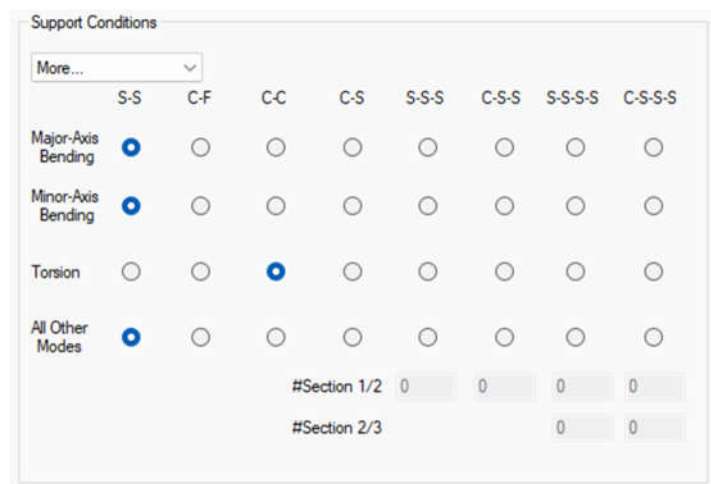 Support Conditions
More...
S-S C-F C-C C-S S-S-S C-S-S S-S-S-S C-S-S-S
Major-Axis
Bending
Minor-Axis
Bending
Torsion
All Other
Modes
#Section 1/2 0 0 0 0
#Section 2/3 0 0